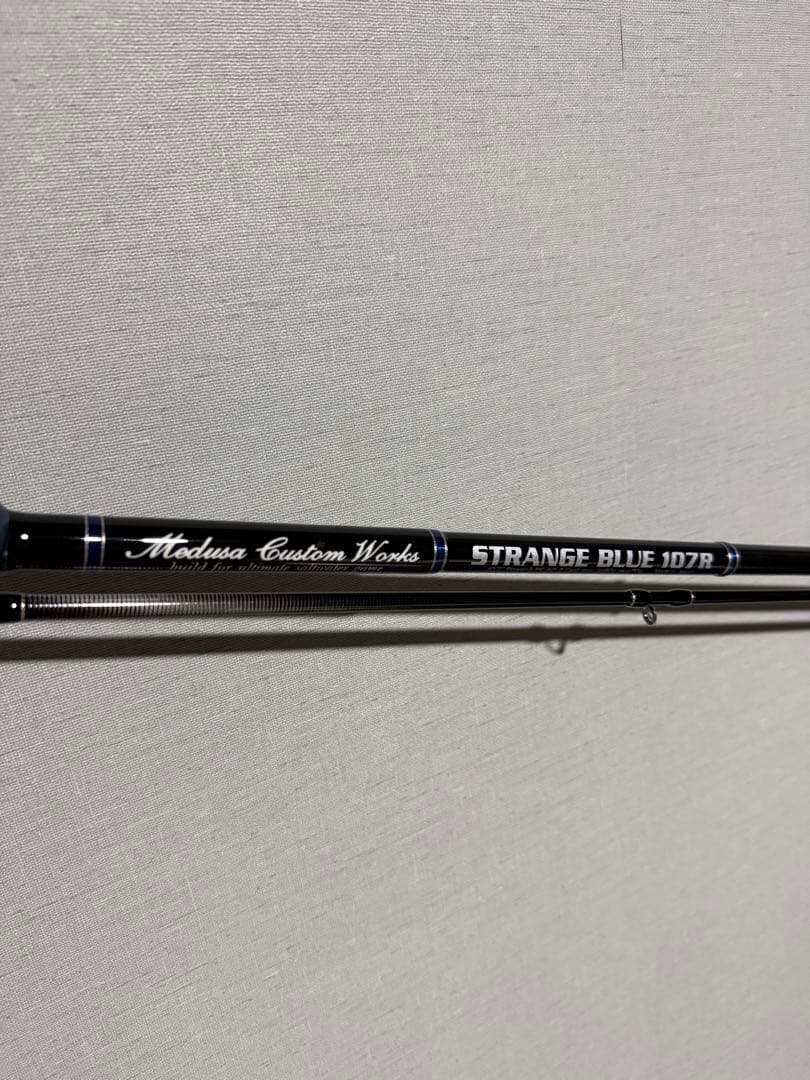 Medusa Custom Works
build for ultimate saltwater game
STRANGE BLUE 107R